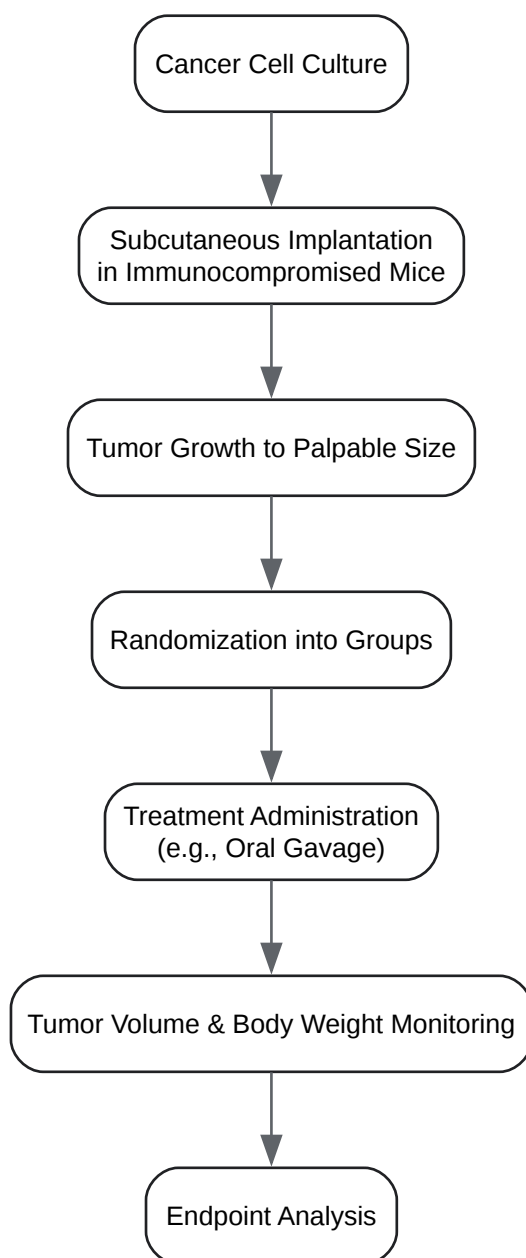 Cancer Cell Culture
Subcutaneous Implantation
in Immunocompromised Mice
Tumor Growth to Palpable Size
Randomization into Groups
Treatment Administration
(e.g., Oral Gavage)
Tumor Volume & Body Weight Monitoring
Endpoint Analysis